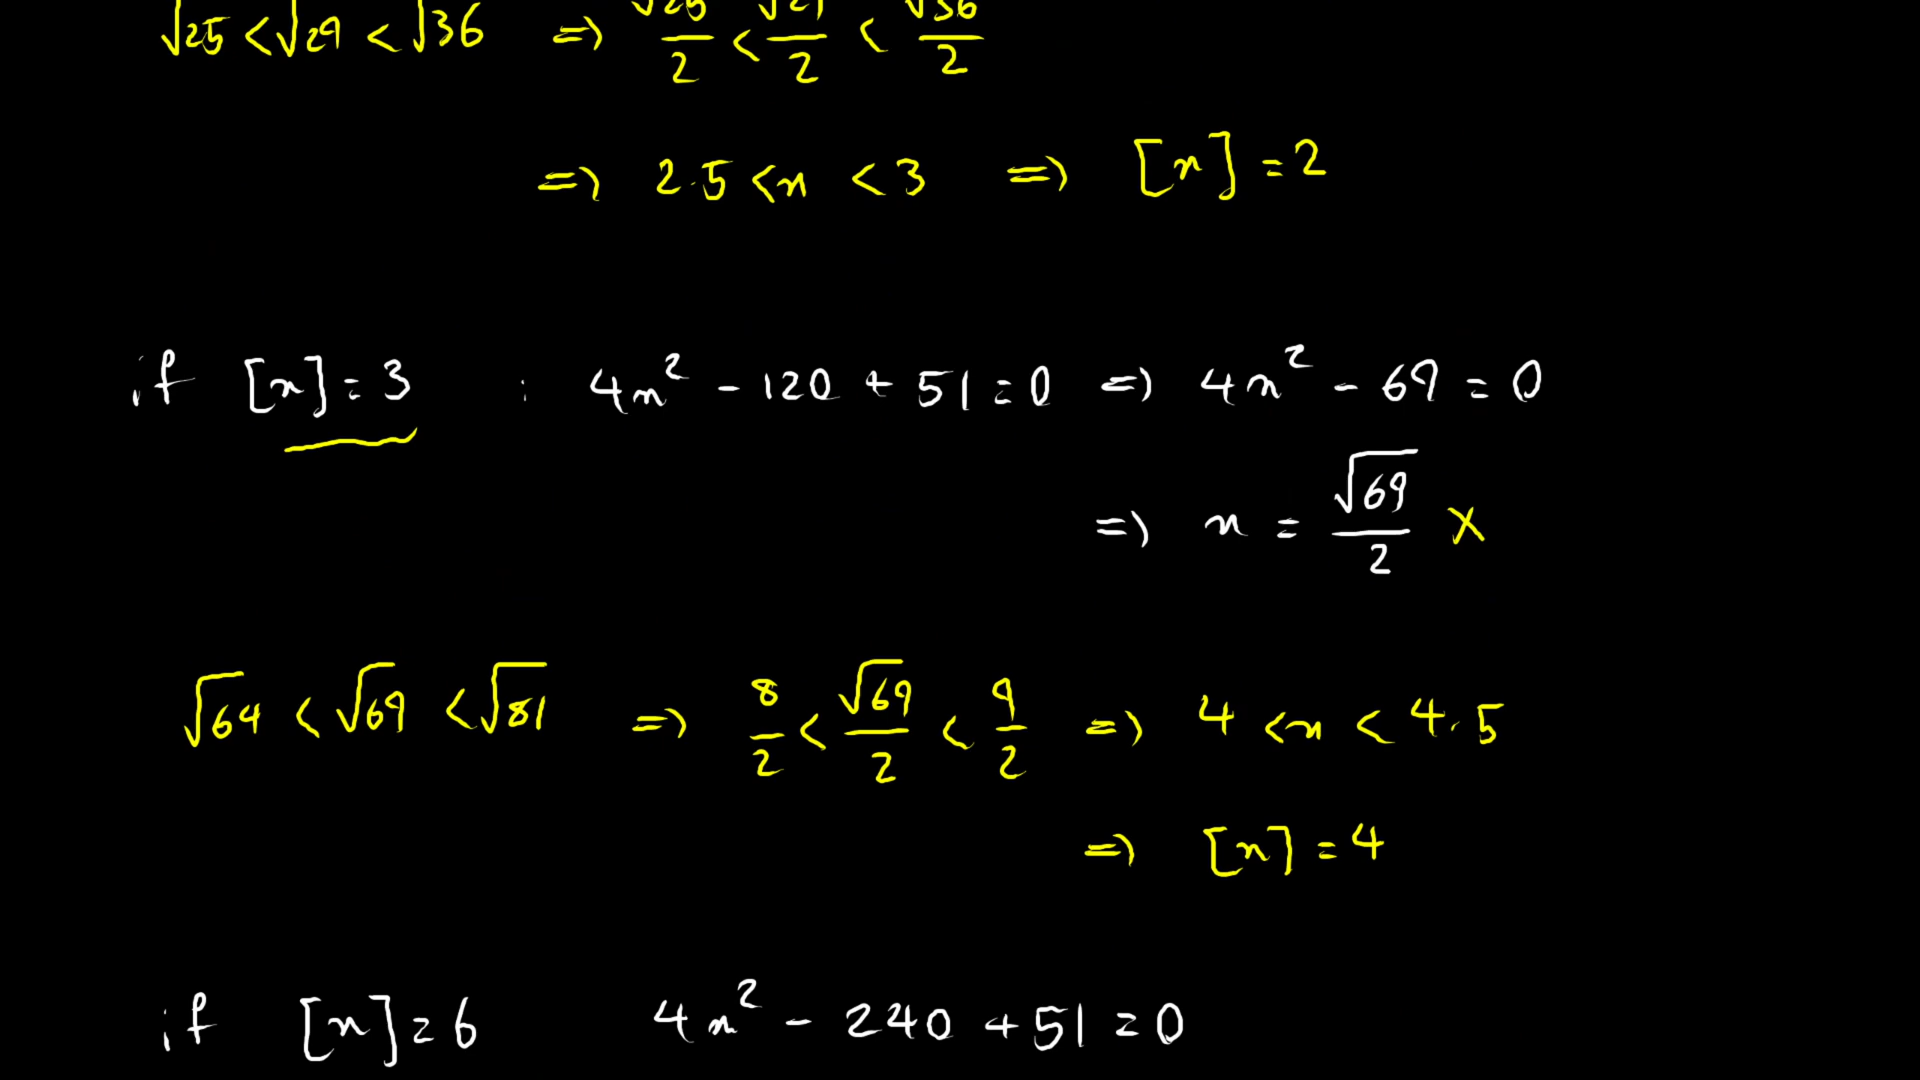 √25 < √29 < √36 => √25/2 < √29/2 < √36/2
=> 2.5 < x < 3 => [x] = 2
if [x] = 3 : 4x² - 120 + 51 = 0 => 4x² - 69 = 0
=> x = √69/2 X
√64 < √69 < √81 => 8/2 < √69/2 < 9/2 => 4 < x < 4.5
=> [x] = 4
if [x] = 6 4x² - 240 + 51 = 0